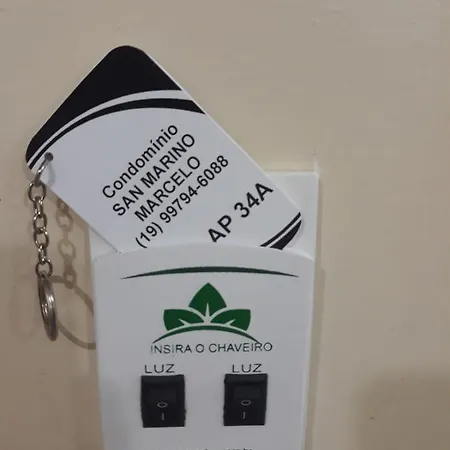 Condomínio
SAN MARINO
MARCELO
(19) 99794-6088
AP 34A
INSIRA O CHAVEIRO
LUZ LUZ